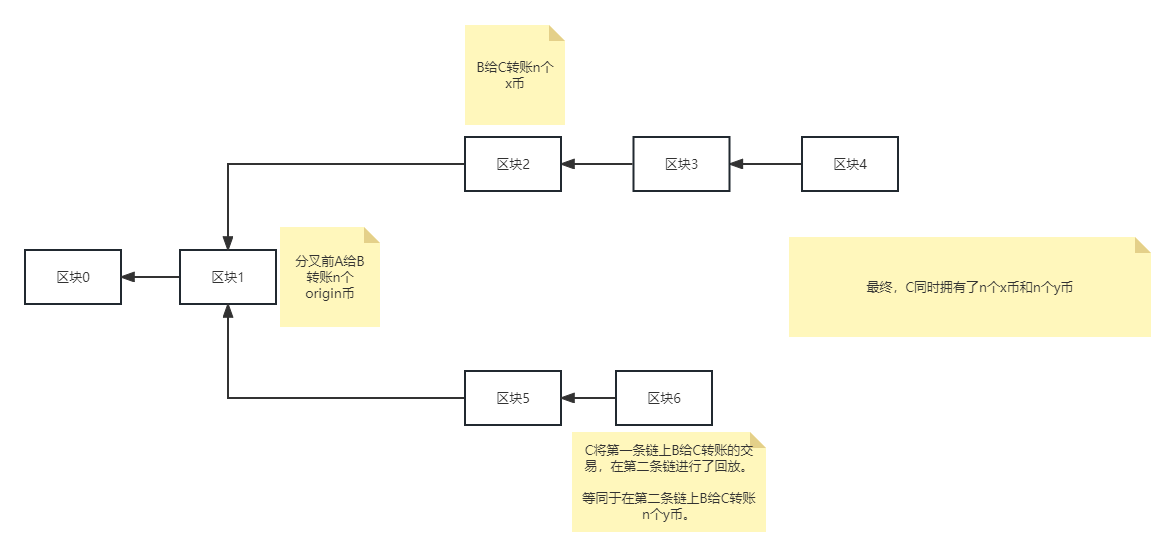 B给C转账n个
x币
区块2
区块3
区块4
区块0
区块1
分叉前A给B
转账n个
origin币
最终，C同时拥有了n个x币和n个y币
区块5
区块6
C将第一条链上B给C转账的交
易，在第二条链进行了回放。
等同于在第二条链上B给C转账
n个y币。